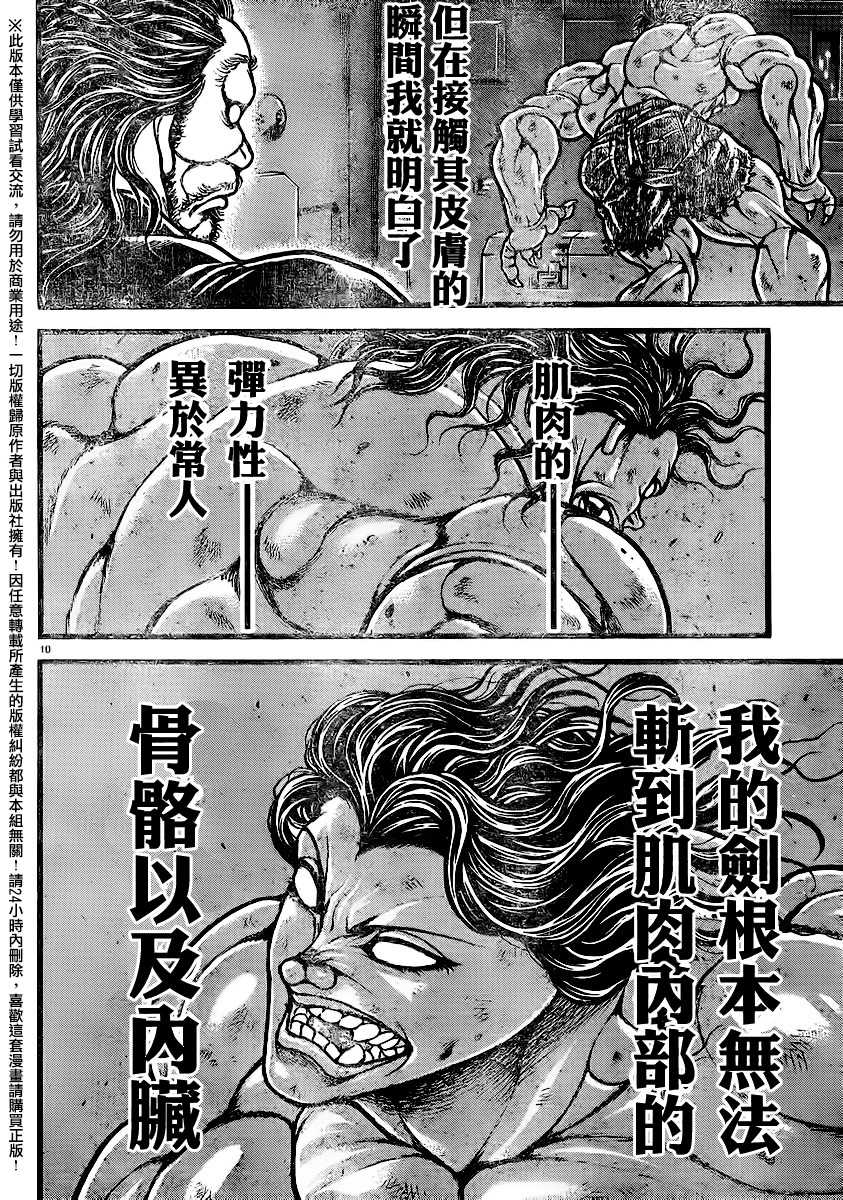 但在接觸其皮膚的
瞬間我就明白了
肌肉的——
彈力性——
異於常人
我的劍根本無法
斬到肌肉內部的
骨骼以及內臟
10
※此版本僅供學習試看交流，請勿用於商業用途！一切版權歸原作者與出版社擁有！因任意轉載所產生的版權糾紛都與本組無關！請24小時內刪除，喜歡這套漫畫請購買正版！